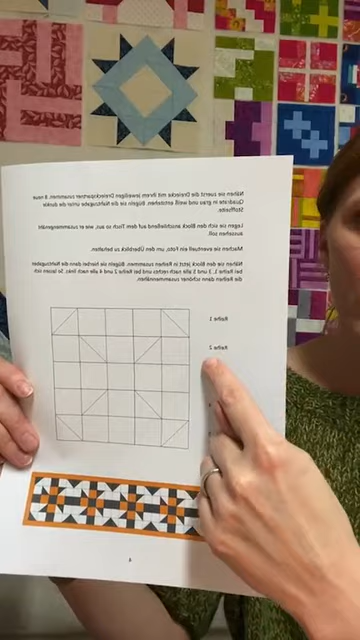 Nähen sie zuerst die Dreiecke mit ihrem jeweiligen Dreieckspartner zusammen. 8 neue
Quadrate in grau und weiß entstehen. Bügeln sie die Nahtzugabe unter die dunkle
Stoffseite.
Legen sie sich den Block anschließend auf dem Tisch so aus, wie er zusammengenäht
aussehen soll.
Machen sie eventuell ein Foto, um den Überblick zu behalten.
Nähen sie den Block jetzt in Reihen zusammen. Bügeln sie hierbei dann die Nahtzugabe
bei Reihe 1, 3 und 5 alle nach rechts und bei Reihe 2 und 4 alle nach links. So lassen sich
die Reihen dann schöner zusammennähen.
Reihe 1
Reihe 2
4